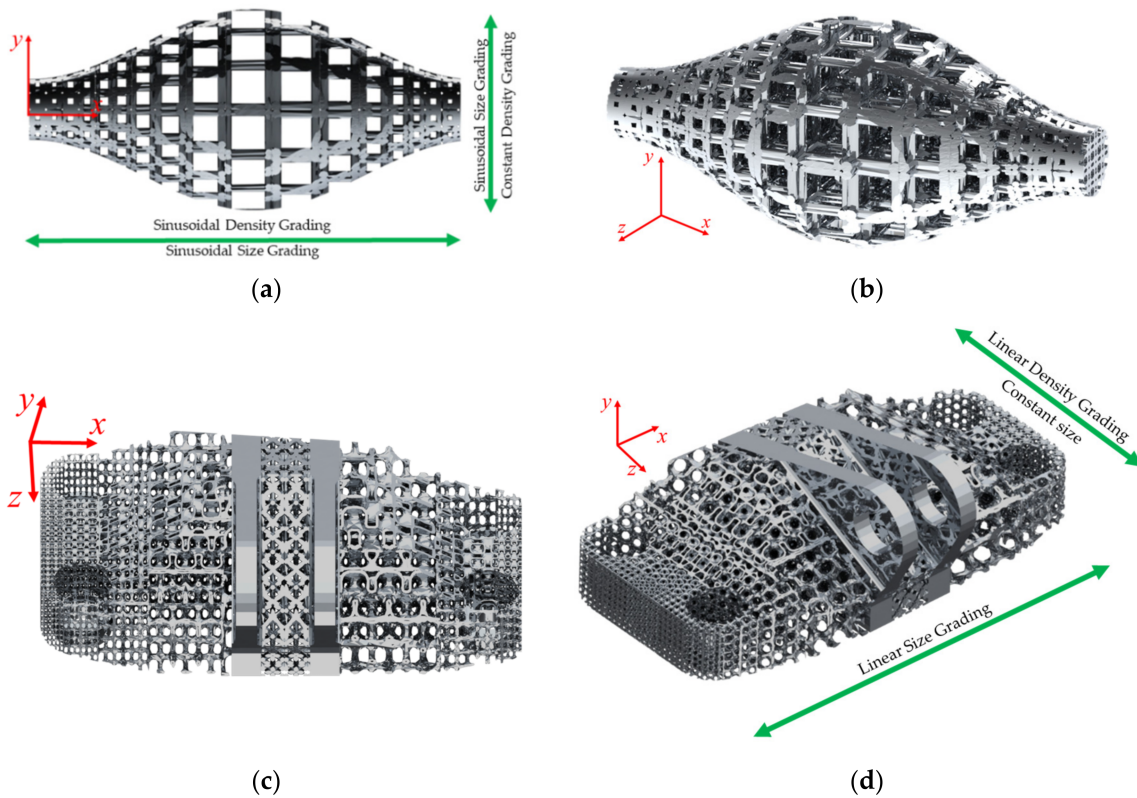 y
x
Sinusoidal Size Grading
Constant Density Grading
Sinusoidal Density Grading
Sinusoidal Size Grading
(a)
y
z
x
(b)
y
x
z
(c)
Linear Density Grading
Constant size
y
x
z
Linear Size Grading
(d)